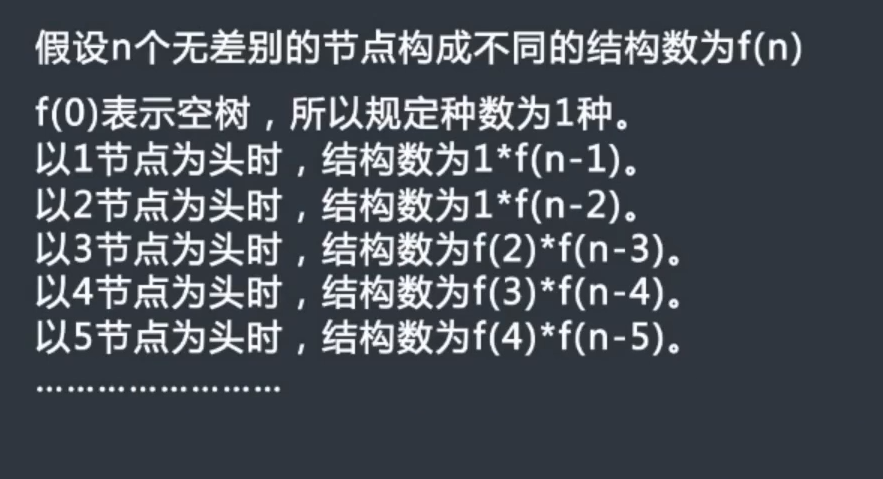 假设n个无差别的节点构成不同的结构数为f(n)
f(0)表示空树，所以规定种数为1种。
以1节点为头时，结构数为1*f(n-1)。
以2节点为头时，结构数为1*f(n-2)。
以3节点为头时，结构数为f(2)*f(n-3)。
以4节点为头时，结构数为f(3)*f(n-4)。
以5节点为头时，结构数为f(4)*f(n-5)。
……………………